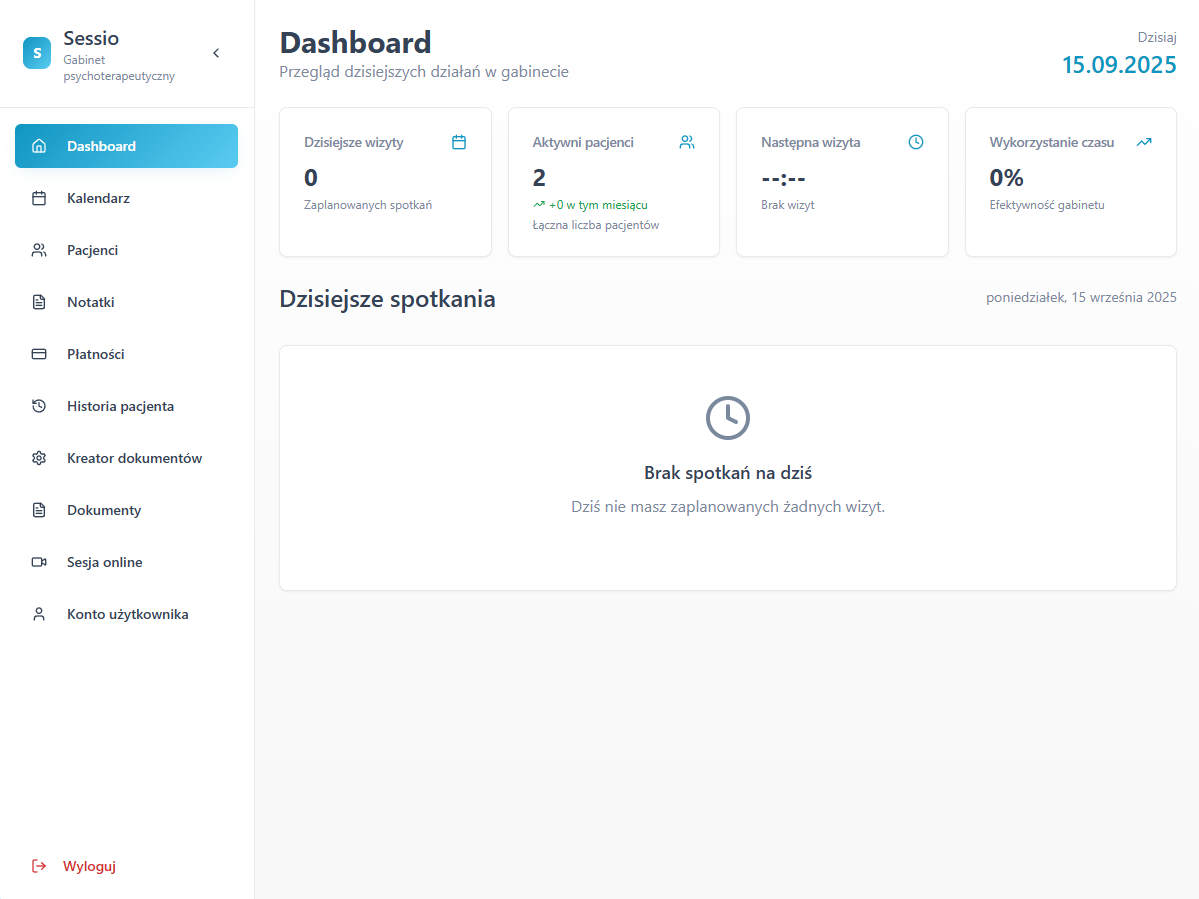 S
Sessio
Gabinet
psychoterapeutyczny
Dashboard
Kalendarz
Pacjenci
Notatki
Płatności
Historia pacjenta
Kreator dokumentów
Dokumenty
Sesja online
Konto użytkownika
Wyloguj
Dashboard
Przegląd dzisiejszych działań w gabinecie
Dzisiaj
15.09.2025
Dzisiejsze wizyty
0
Zaplanowanych spotkań
Aktywni pacjenci
2
+0 w tym miesiącu
Łączna liczba pacjentów
Następna wizyta
--:--
Brak wizyt
Wykorzystanie czasu
0%
Efektywność gabinetu
Dzisiejsze spotkania
poniedziałek, 15 września 2025
Brak spotkań na dziś
Dziś nie masz zaplanowanych żadnych wizyt.